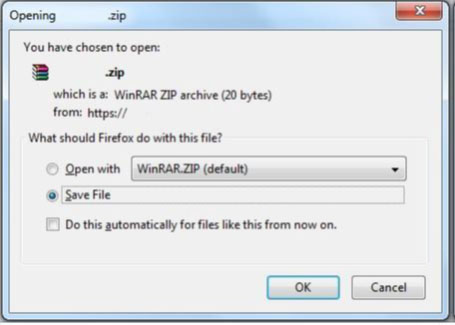 Opening .zip
You have chosen to open:
.zip
which is a: WinRAR ZIP archive (20 bytes)
from: https://
What should Firefox do with this file?
Open with WinRAR.ZIP (default)
Save File
Do this automatically for files like this from now on.
OK Cancel